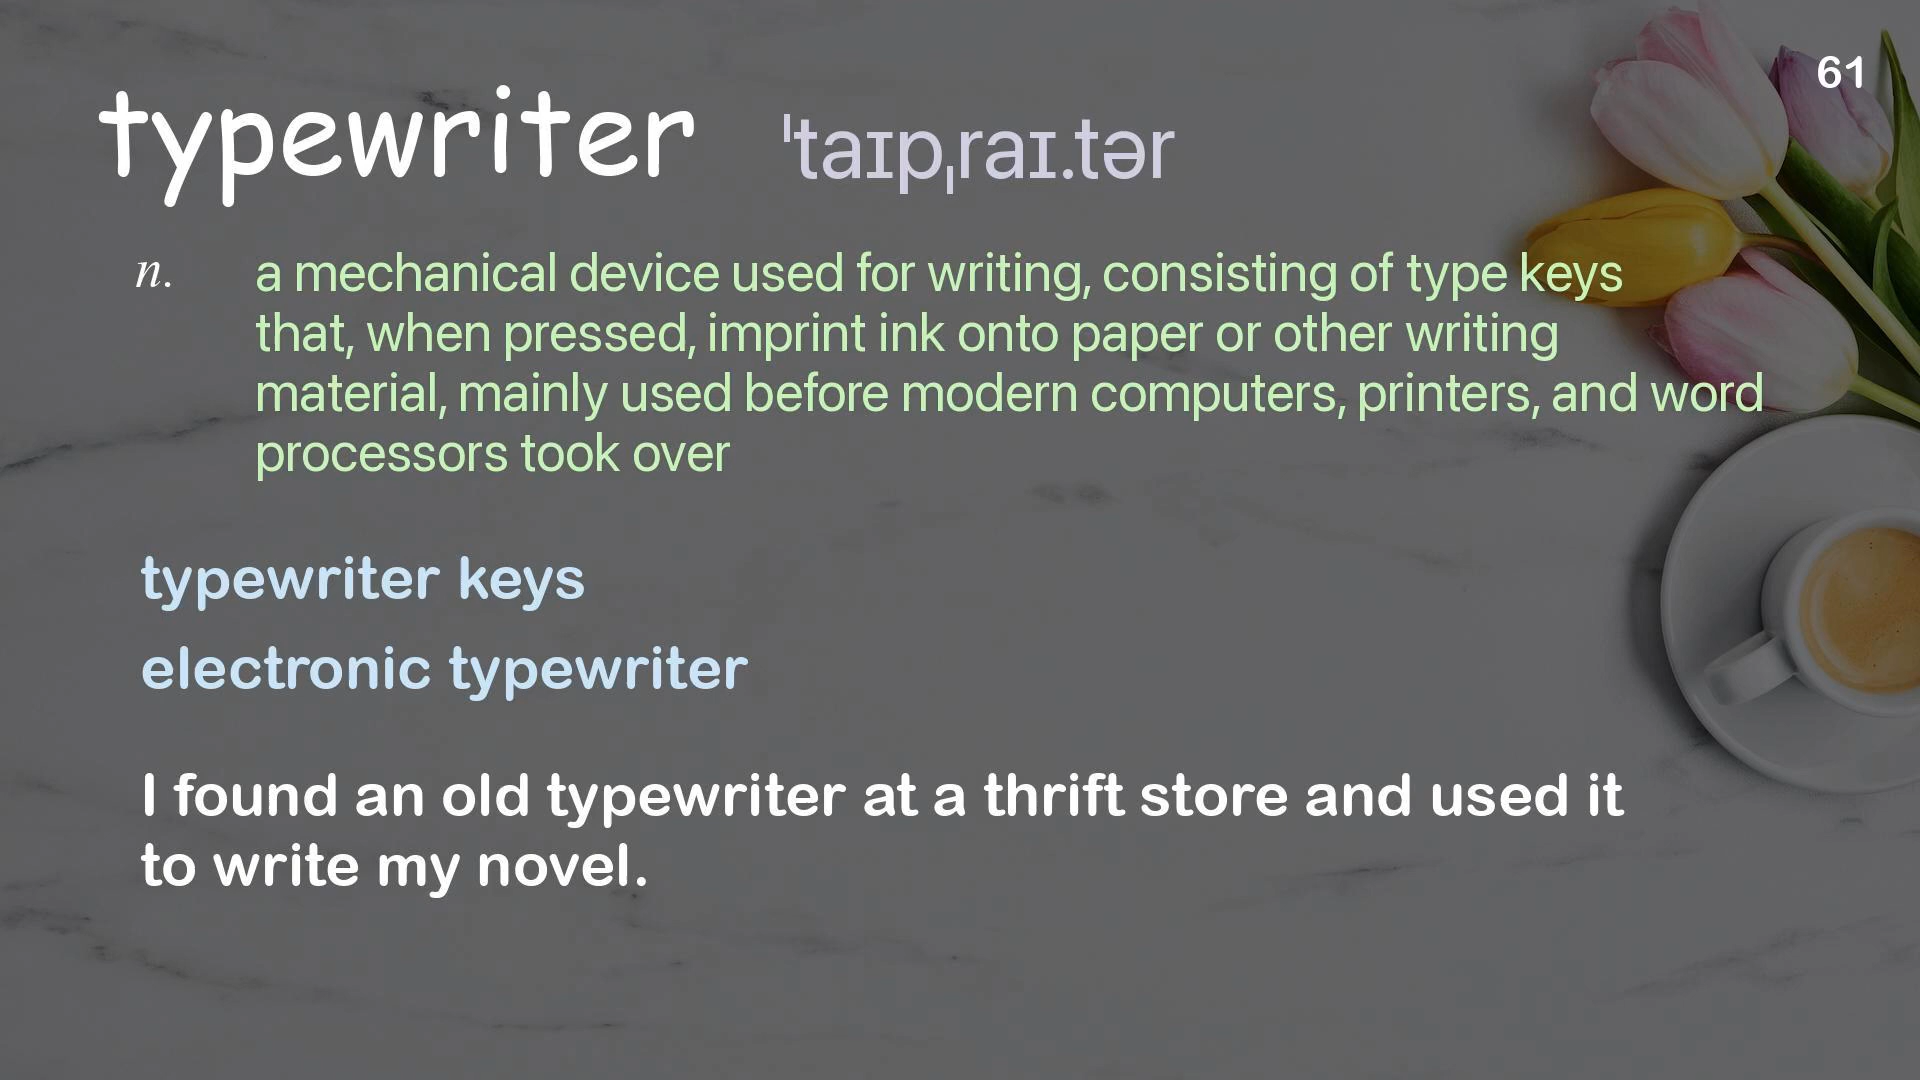 61
typewriter ˈtaɪpˌraɪ.tər
n. a mechanical device used for writing, consisting of type keys
that, when pressed, imprint ink onto paper or other writing
material, mainly used before modern computers, printers, and word
processors took over
typewriter keys
electronic typewriter
I found an old typewriter at a thrift store and used it
to write my novel.